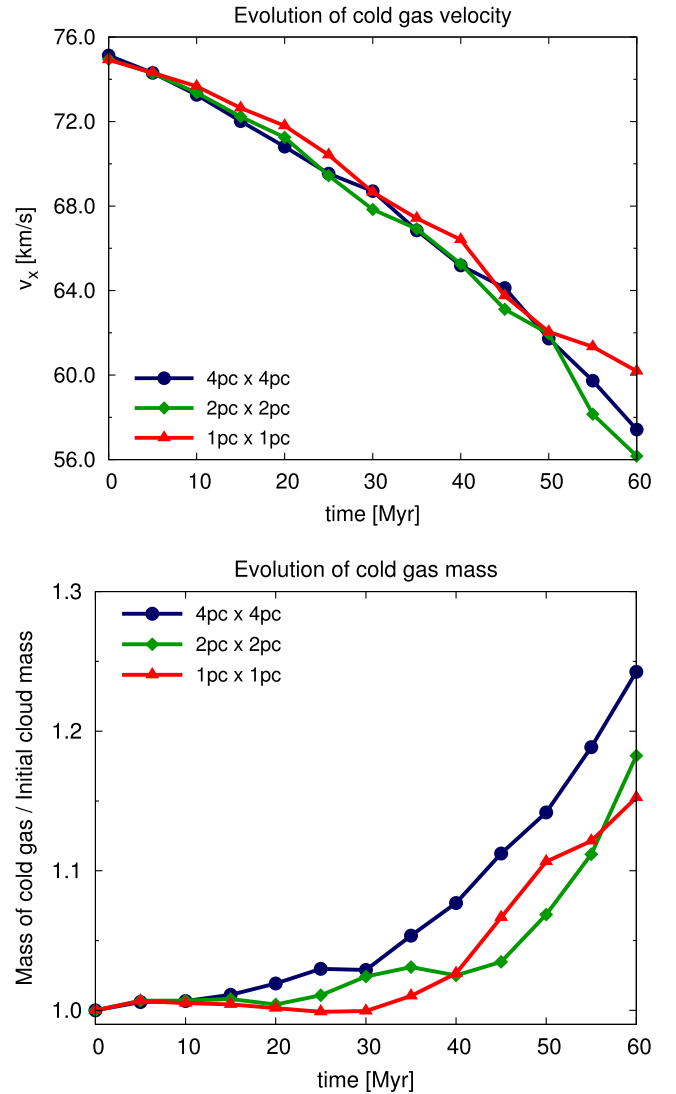 Evolution of cold gas velocity
76.0
72.0
68.0
64.0
60.0
56.0
v_x [km/s]
4pc x 4pc
2pc x 2pc
1pc x 1pc
0 10 20 30 40 50 60
time [Myr]
Evolution of cold gas mass
1.3
1.2
1.1
1.0
Mass of cold gas / Initial cloud mass
4pc x 4pc
2pc x 2pc
1pc x 1pc
0 10 20 30 40 50 60
time [Myr]